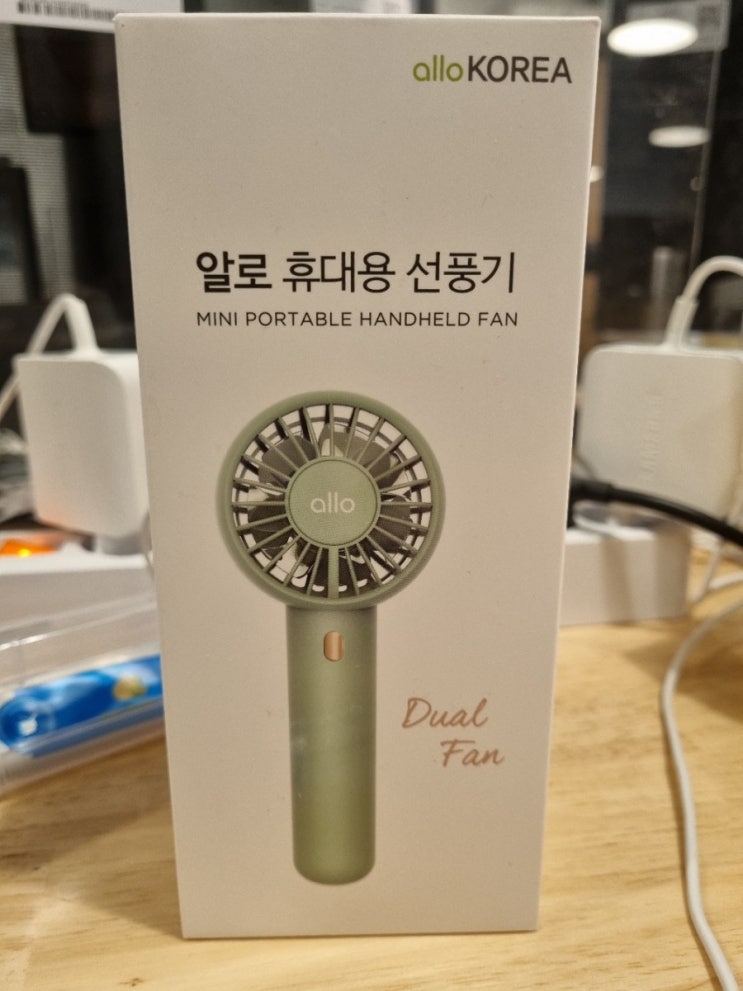 alloKOREA
알로 휴대용 선풍기
MINI PORTABLE HANDHELD FAN
allo
Dual
Fan